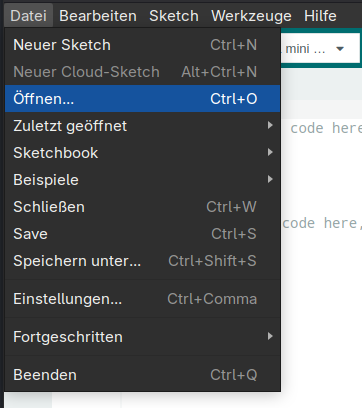 Datei Bearbeiten Sketch Werkzeuge Hilfe
Neuer Sketch Ctrl+N
mini ...
Neuer Cloud-Sketch Alt+Ctrl+N
Öffnen... Ctrl+O
Zuletzt geöffnet
code here
Sketchbook
Beispiele
Schließen Ctrl+W
code here,
Save Ctrl+S
Speichern unter... Ctrl+Shift+S
Einstellungen... Ctrl+Comma
Fortgeschritten
Beenden Ctrl+Q